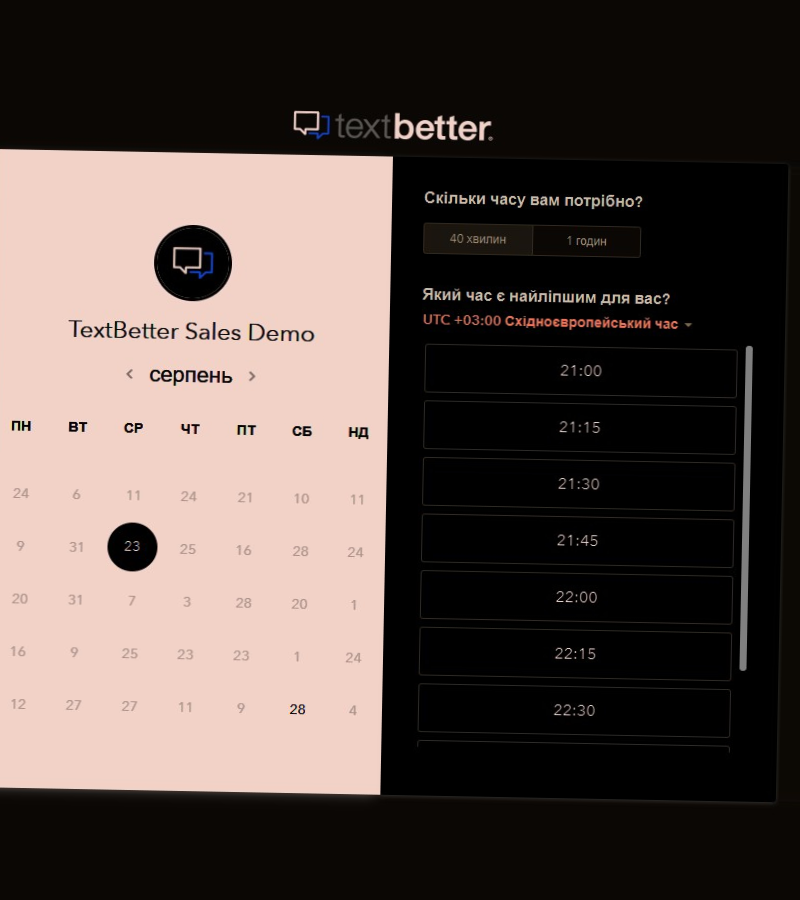 textbetter.
TextBetter Sales Demo
серпень
ПН ВТ СР ЧТ ПТ СБ НД
24 6 11 24 21 10 11
9 31 23 25 16 28 24
20 31 7 3 28 20 1
16 9 25 23 23 1 24
12 27 27 11 9 28 4
Скільки часу вам потрібно?
40 хвилин 1 годин
Який час є найліпшим для вас?
UTC +03:00 Східноєвропейський час
21:00
21:15
21:30
21:45
22:00
22:15
22:30